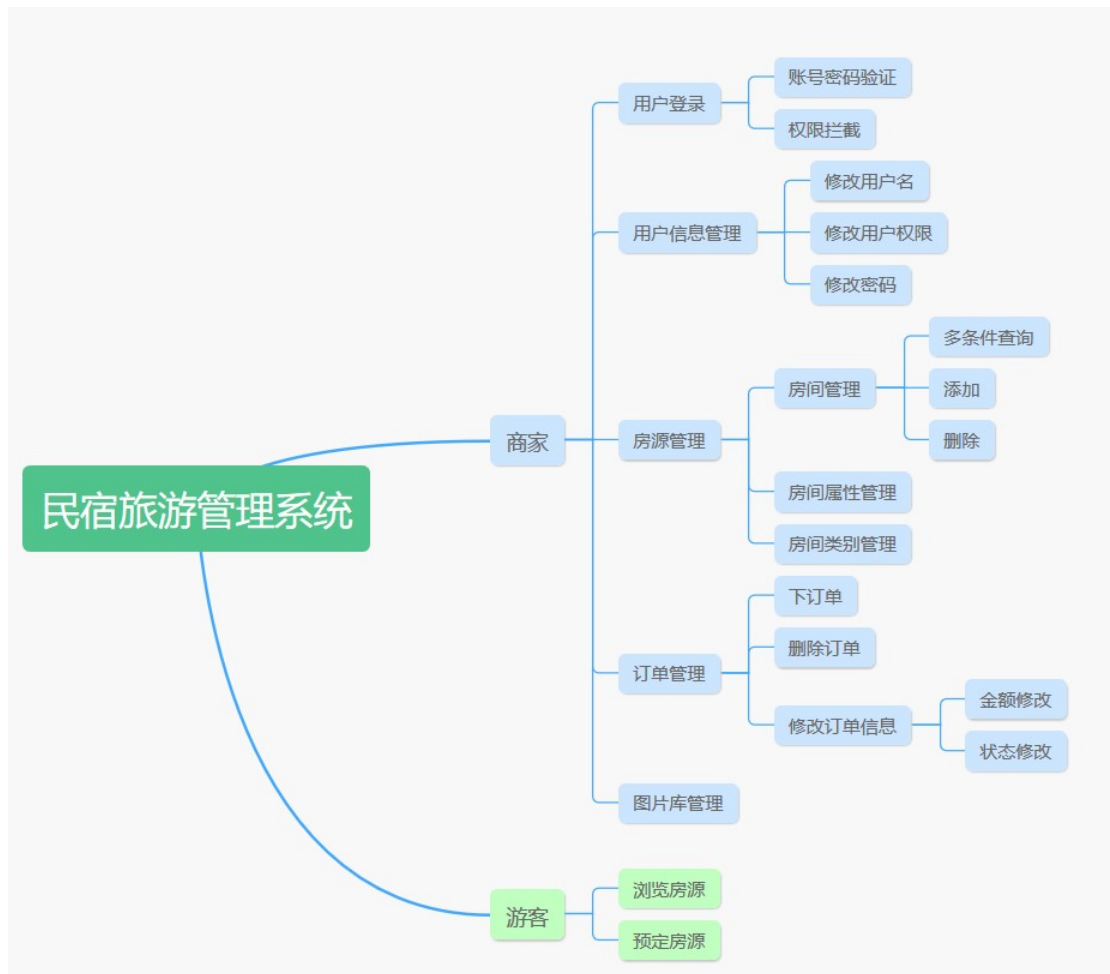 民宿旅游管理系统
商家
用户登录
账号密码验证
权限拦截
用户信息管理
修改用户名
修改用户权限
修改密码
房源管理
房间管理
多条件查询
添加
删除
房间属性管理
房间类别管理
订单管理
下订单
删除订单
修改订单信息
金额修改
状态修改
图片库管理
游客
浏览房源
预定房源